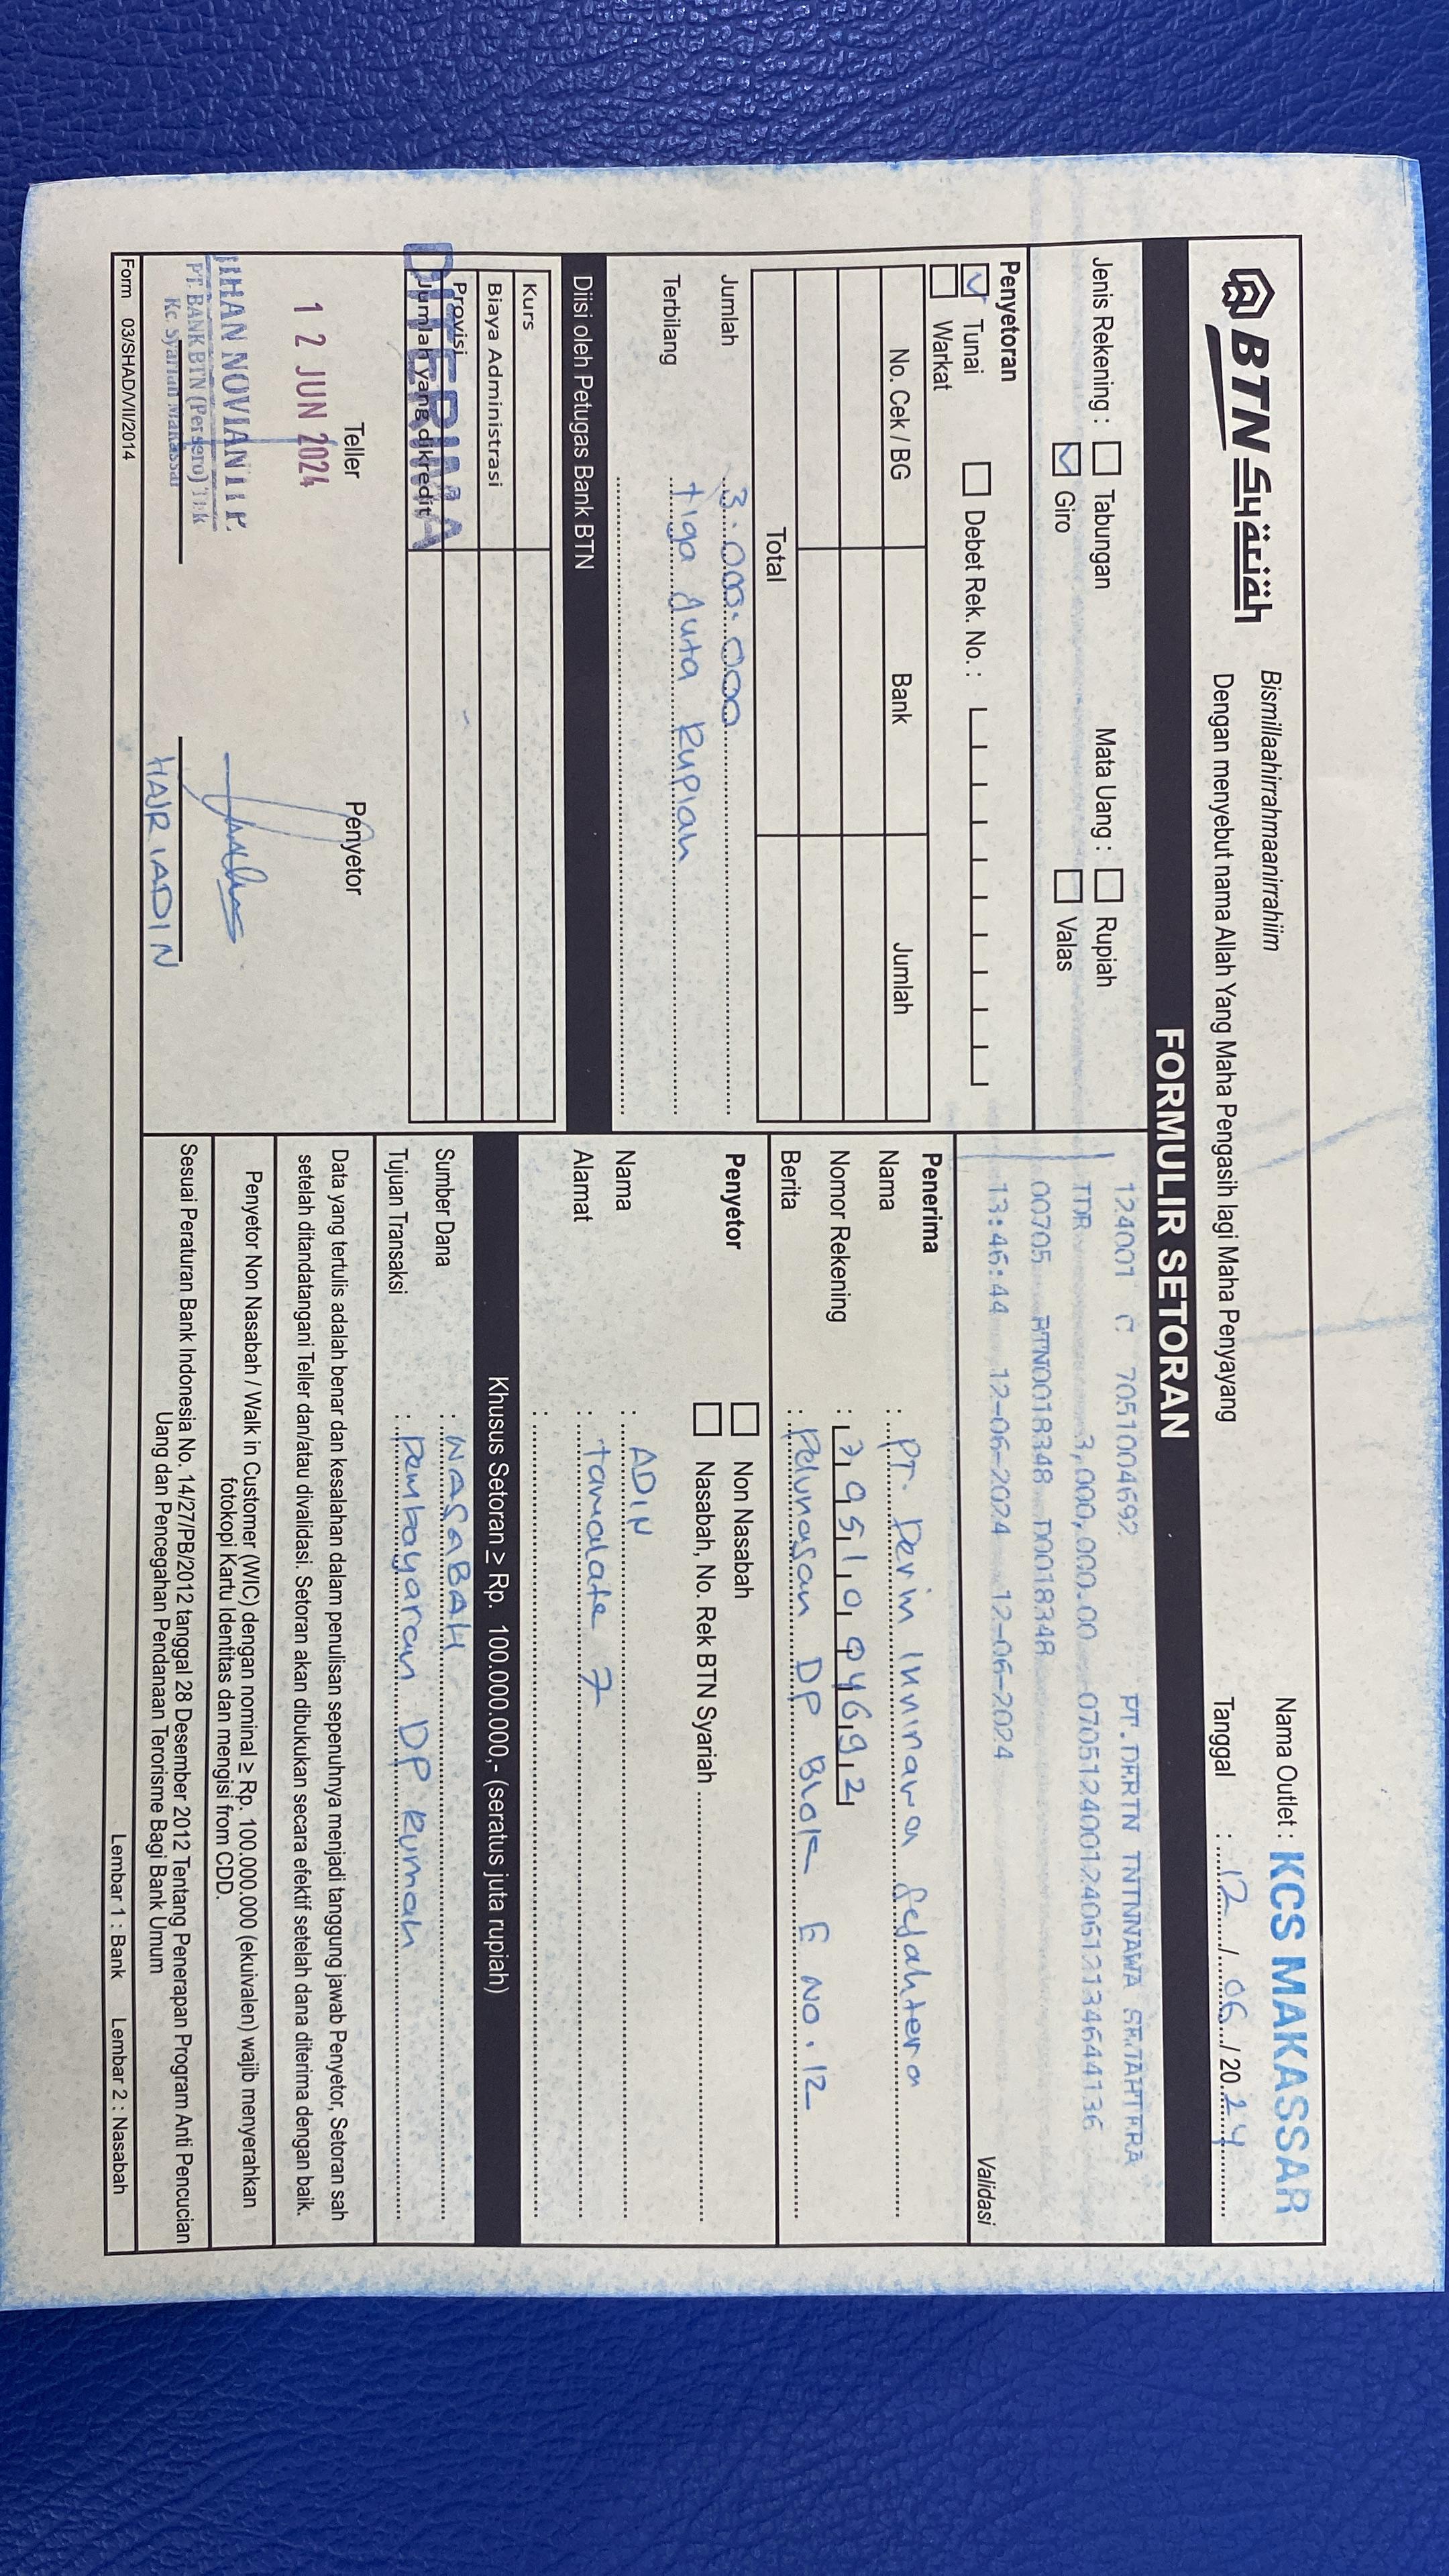 BTN Syariah
Bismillaahirrahmaanirrahiim
Dengan menyebut nama Allah Yang Maha Pengasih lagi Maha Penyayang
Nama Outlet : KCS MAKASSAR
Tanggal : 12 / 06 / 20 24
FORMULIR SETORAN
Jenis Rekening : Tabungan
Giro
Mata Uang : Rupiah
Valas
124001 C 7051004692 PT.DERIN ININNAWA SEJAHTERA
TDR 3,000,000.00 070512400124061213464413 6
00705 BTN0018348 D0018348
13:46:44 12-06-2024 12-06-2024
Validasi
Penyetoran
Tunai
Debet Rek. No. :
Warkat
No. Cek / BG Bank Jumlah
Total
Jumlah 3.000.000
Terbilang tiga Juta Rupiah
Diisi oleh Petugas Bank BTN
Kurs
Biaya Administrasi
Provisi
Jumlah yang dikredit
DITERIMA
Teller
Penyetor
12 JUN 2024
PT. BANK BTN (Persero) Tbk
Kc Syariah Makassar
HAIRIADIN
Penerima
Nama : PT. Derin Ininnawa Sejahtera
Nomor Rekening :
Berita : Pelunasan DP Blok E No. 12
Penyetor
Non Nasabah
Nasabah, No. Rek BTN Syariah
Nama : ADIN
Alamat : tamalate 7
Khusus Setoran ≥ Rp. 100.000.000,- (seratus juta rupiah)
Sumber Dana : NASABAH
Tujuan Transaksi : Pembayaran DP Rumah
Data yang tertulis adalah benar dan kesalahan dalam penulisan sepenuhnya menjadi tanggung jawab Penyetor, Setoran sah
setelah ditandatangani Teller dan/atau divalidasi. Setoran akan dibukukan secara efektif setelah dana diterima dengan baik.
Penyetor Non Nasabah / Walk in Customer (WIC) dengan nominal ≥ Rp. 100.000.000 (ekuivalen) wajib menyerahkan
fotokopi Kartu Identitas dan mengisi from CDD.
Sesuai Peraturan Bank Indonesia No. 14/27/PB/2012 tanggal 28 Desember 2012 Tentang Penerapan Program Anti Pencucian
Uang dan Pencegahan Pendanaan Terorisme Bagi Bank Umum
Form 03/SHAD/VII/2014
Lembar 1 : Bank Lembar 2 : Nasabah